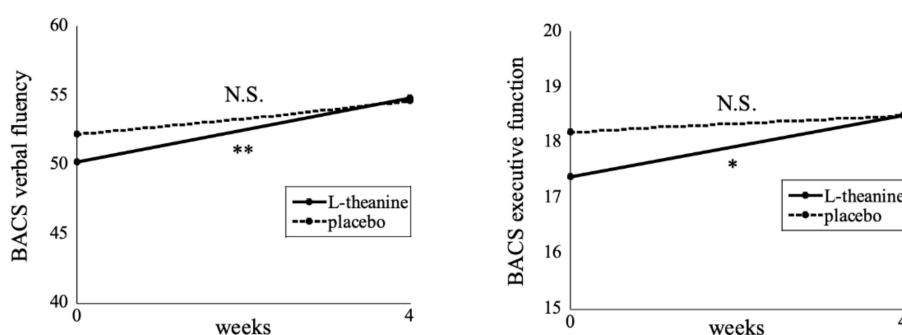 60
55
50
45
40
BACS verbal fluency
N.S.
**
L-theanine
placebo
0
weeks
4
20
19
18
17
16
15
BACS executive function
N.S.
*
L-theanine
placebo
0
weeks
4